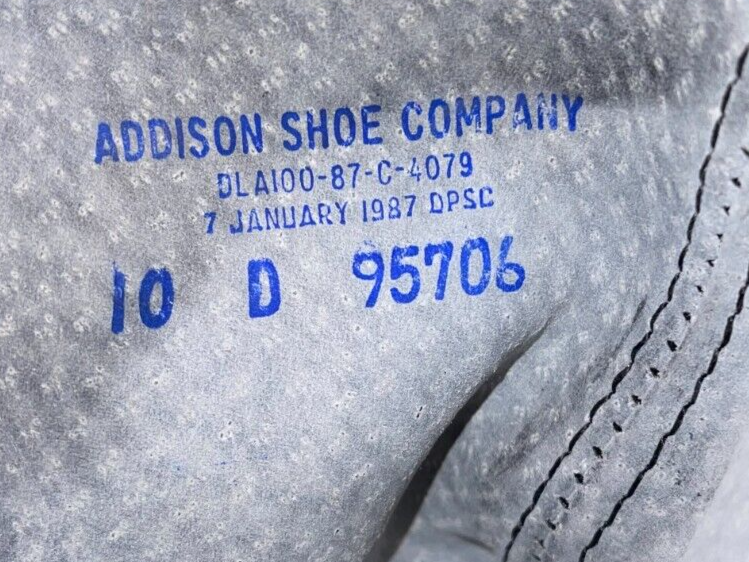 ADDISON SHOE COMPANY
DLA100-87-C-4079
7 JANUARY 1987 DPSC
10 D 95706